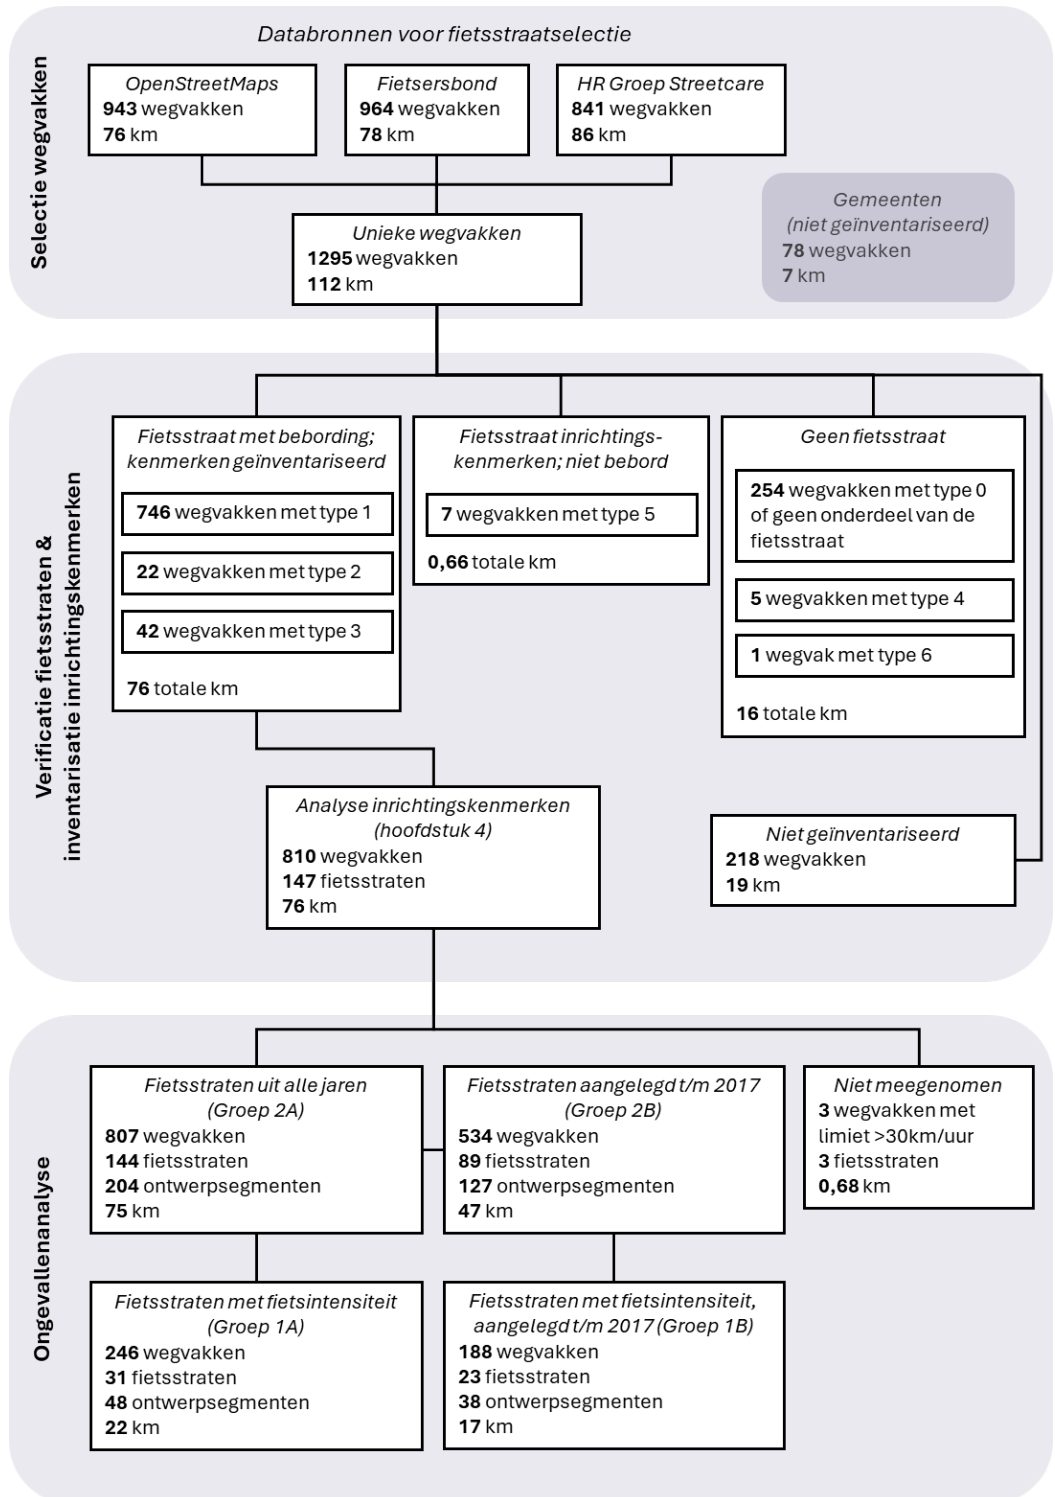 Databronnen voor fietsstraatselectie
Selectie wegvakken
OpenStreetMaps
943 wegvakken
76 km
Fietsersbond
964 wegvakken
78 km
HR Groep Streetcare
841 wegvakken
86 km
Gemeenten
(niet geïnventariseerd)
78 wegvakken
7 km
Unieke wegvakken
1295 wegvakken
112 km
Verificatie fietsstraten &
inventarisatie inrichtingskenmerken
Fietsstraat met bebording;
kenmerken geïnventariseerd
746 wegvakken met type 1
22 wegvakken met type 2
42 wegvakken met type 3
76 totale km
Fietsstraat inrichtings-
kenmerken; niet bebord
7 wegvakken met type 5
0,66 totale km
Geen fietsstraat
254 wegvakken met type 0
of geen onderdeel van de
fietsstraat
5 wegvakken met type 4
1 wegvak met type 6
16 totale km
Analyse inrichtingskenmerken
(hoofdstuk 4)
810 wegvakken
147 fietsstraten
76 km
Niet geïnventariseerd
218 wegvakken
19 km
Ongevallenanalyse
Fietsstraten uit alle jaren
(Groep 2A)
807 wegvakken
144 fietsstraten
204 ontwerpsegmenten
75 km
Fietsstraten aangelegd t/m 2017
(Groep 2B)
534 wegvakken
89 fietsstraten
127 ontwerpsegmenten
47 km
Niet meegenomen
3 wegvakken met
limiet >30km/uur
3 fietsstraten
0,68 km
Fietsstraten met fietsintensiteit
(Groep 1A)
246 wegvakken
31 fietsstraten
48 ontwerpsegmenten
22 km
Fietsstraten met fietsintensiteit,
aangelegd t/m 2017 (Groep 1B)
188 wegvakken
23 fietsstraten
38 ontwerpsegmenten
17 km